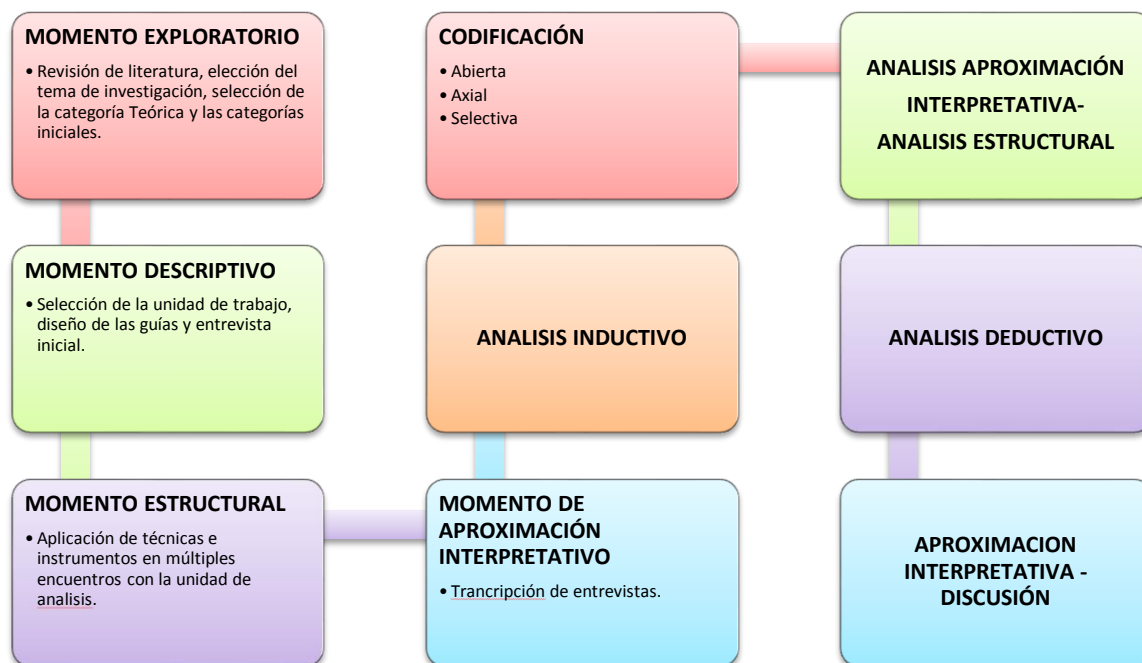 MOMENTO EXPLORATORIO
• Revisión de literatura, elección del
tema de investigación, selección de
la categoría Teórica y las categorías
iniciales.
MOMENTO DESCRIPTIVO
• Selección de la unidad de trabajo,
diseño de las guías y entrevista
inicial.
MOMENTO ESTRUCTURAL
• Aplicación de técnicas e
instrumentos en múltiples
encuentros con la unidad de
analisis.
MOMENTO DE
APROXIMACIÓN
INTERPRETATIVO
• Trancripción de entrevistas.
ANALISIS INDUCTIVO
CODIFICACIÓN
• Abierta
• Axial
• Selectiva
ANALISIS APROXIMACIÓN
INTERPRETATIVA-
ANALISIS ESTRUCTURAL
ANALISIS DEDUCTIVO
APROXIMACION
INTERPRETATIVA -
DISCUSIÓN